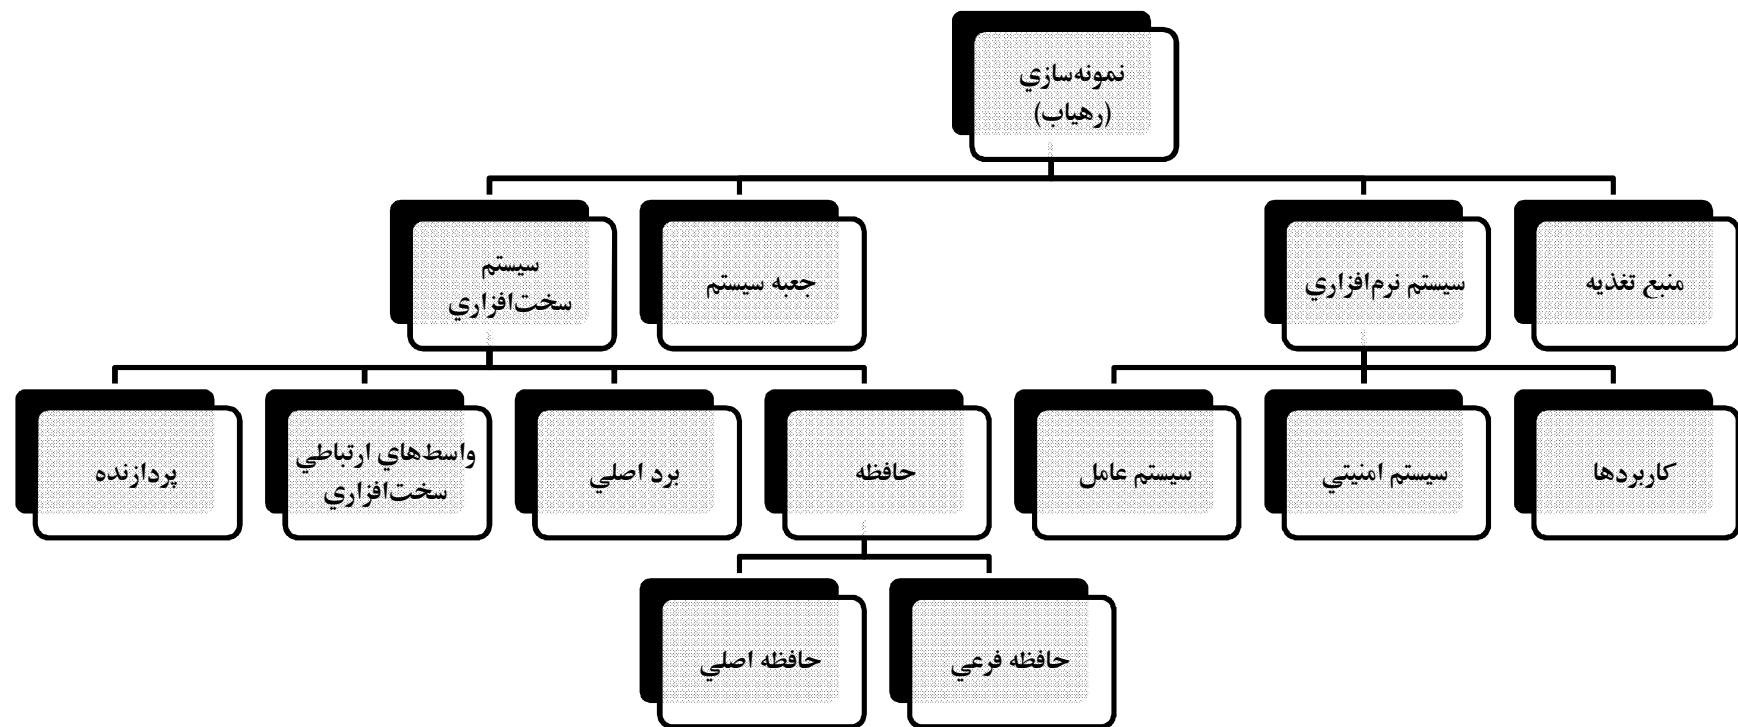 نمونه‌سازي
(رهياب)
منبع تغذيه
سيستم نرم‌افزاري
جعبه سيستم
سيستم
سخت‌افزاري
کاربردها
سيستم امنيتي
سيستم عامل
حافظه
برد اصلي
واسط‌هاي ارتباطي
سخت‌افزاري
پردازنده
حافظه فرعي
حافظه اصلي